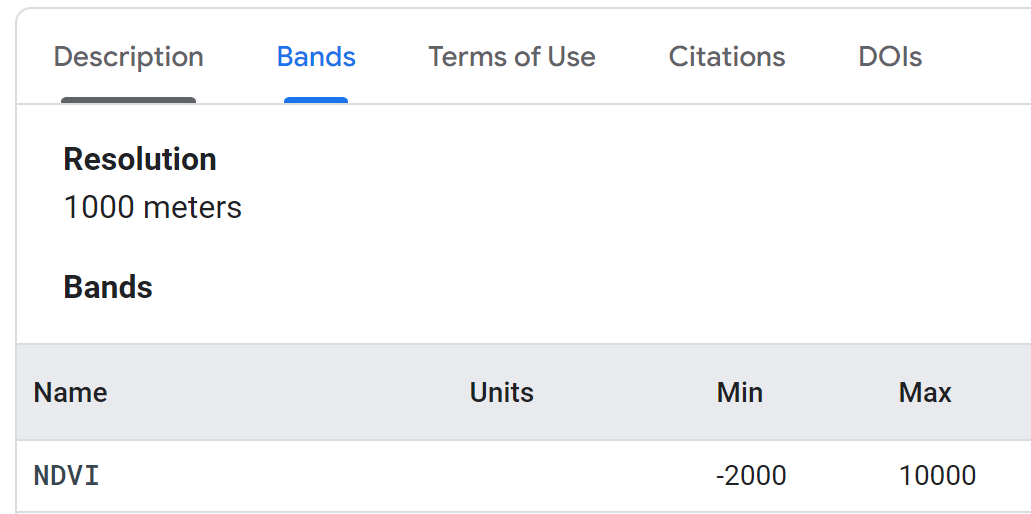 Description Bands Terms of Use Citations DOIs
Resolution
1000 meters
Bands
Name Units Min Max
NDVI -2000 10000